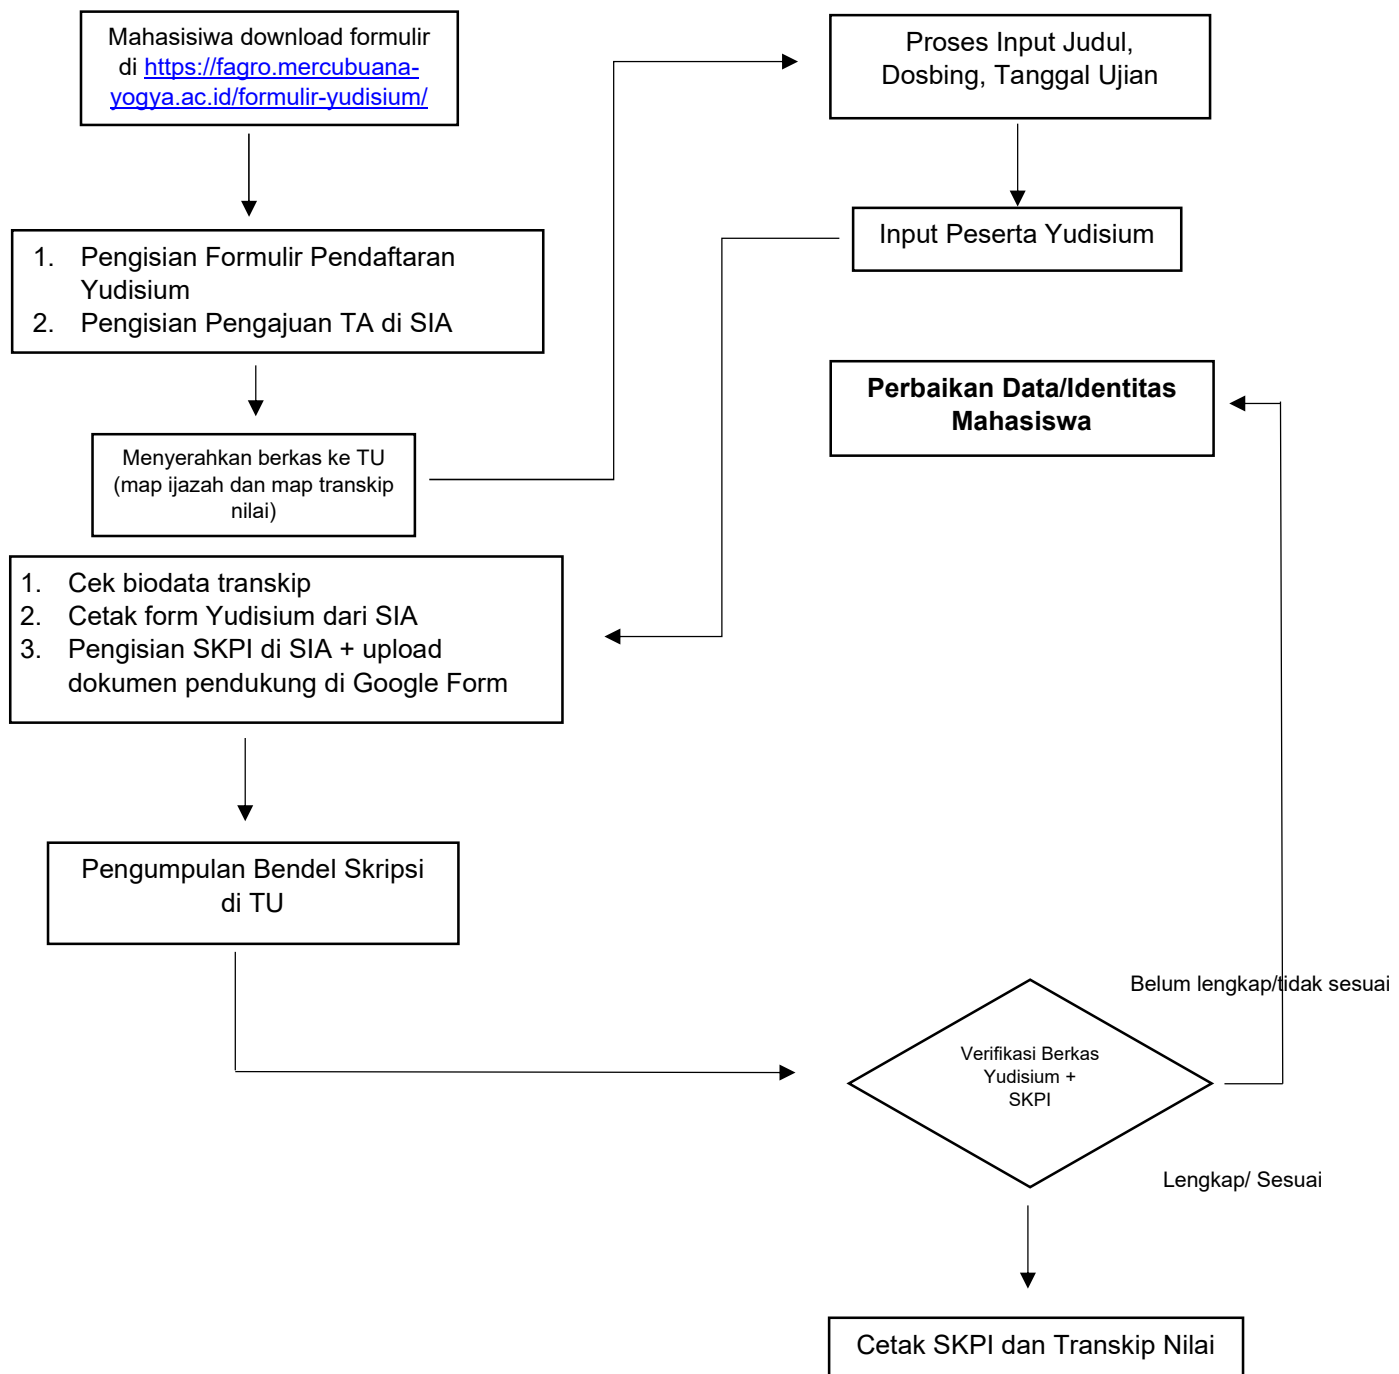 Mahasisiwa download formulir
di https://fagro.mercubuana-
yogya.ac.id/formulir-yudisium/
Proses Input Judul,
Dosbing, Tanggal Ujian
1. Pengisian Formulir Pendaftaran
Yudisium
2. Pengisian Pengajuan TA di SIA
Input Peserta Yudisium
Perbaikan Data/Identitas
Mahasiswa
Menyerahkan berkas ke TU
(map ijazah dan map transkip
nilai)
1. Cek biodata transkip
2. Cetak form Yudisium dari SIA
3. Pengisian SKPI di SIA + upload
dokumen pendukung di Google Form
Pengumpulan Bendel Skripsi
di TU
Belum lengkap/tidak sesuai
Verifikasi Berkas
Yudisium +
SKPI
Lengkap/ Sesuai
Cetak SKPI dan Transkip Nilai